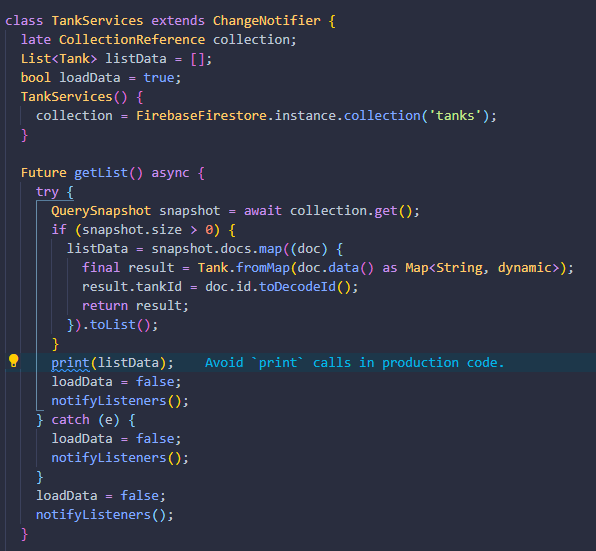 class TankServices extends ChangeNotifier {
late CollectionReference collection;
List<Tank> listData = [];
bool loadData = true;
TankServices() {
collection = FirebaseFirestore.instance.collection('tanks');
}
Future getList() async {
try {
QuerySnapshot snapshot = await collection.get();
if (snapshot.size > 0) {
listData = snapshot.docs.map((doc) {
final result = Tank.fromMap(doc.data() as Map<String, dynamic>);
result.tankId = doc.id.toDecodeId();
return result;
}).toList();
}
print(listData);    Avoid `print` calls in production code.
loadData = false;
notifyListeners();
} catch (e) {
loadData = false;
notifyListeners();
}
loadData = false;
notifyListeners();
}